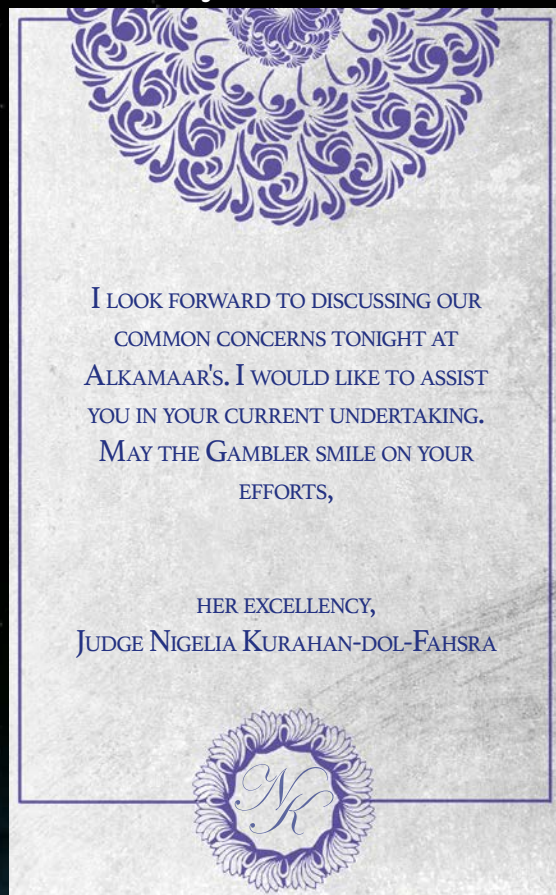 I look forward to discussing our
common concerns tonight at
Alkamaar's. I would like to assist
you in your current undertaking.
May the Gambler smile on your
efforts,
her excellency,
Judge Nigelia Kurahan-dol-Fahsra
NK